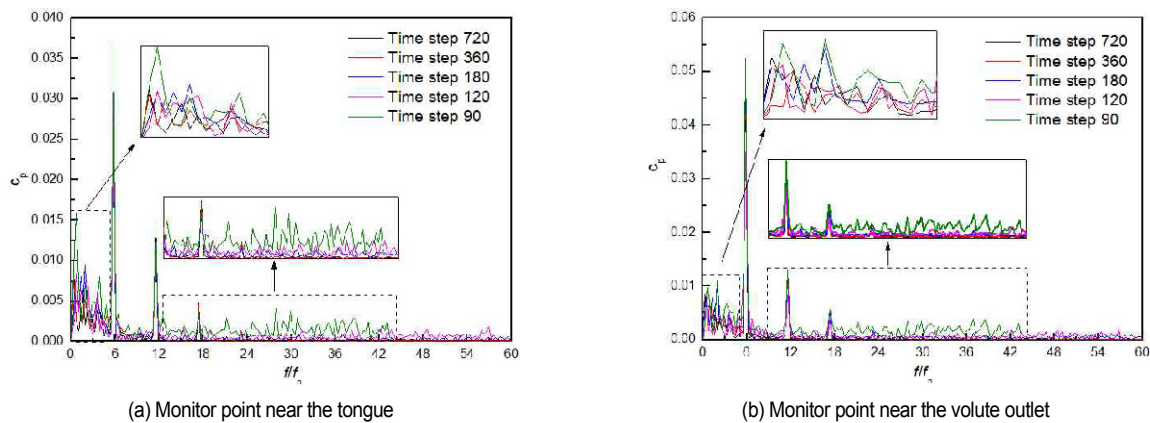 0.040
0.035
0.030
0.025
0.020
0.015
0.010
0.005
0.000
c_p
Time step 720
Time step 360
Time step 180
Time step 120
Time step 90
0 6 12 18 24 30 36 42 48 54 60
f/f_n
(a) Monitor point near the tongue
0.06
0.05
0.04
0.03
0.02
0.01
0.00
c_p
Time step 720
Time step 360
Time step 180
Time step 120
Time step 90
0 6 12 18 24 30 36 42 48 54 60
f/f_n
(b) Monitor point near the volute outlet